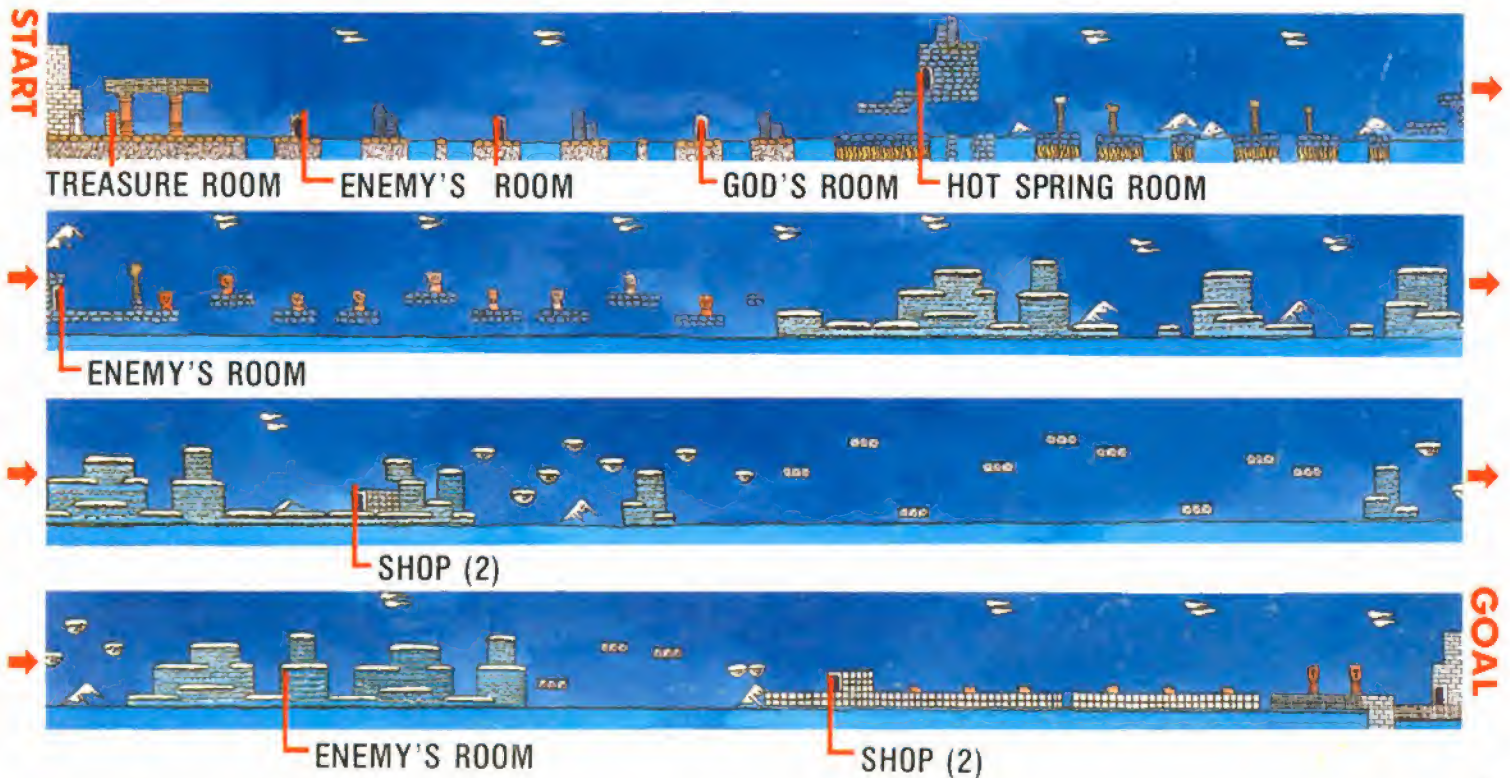 START
TREASURE ROOM
ENEMY'S ROOM
GOD'S ROOM
HOT SPRING ROOM
ENEMY'S ROOM
SHOP (2)
ENEMY'S ROOM
SHOP (2)
GOAL